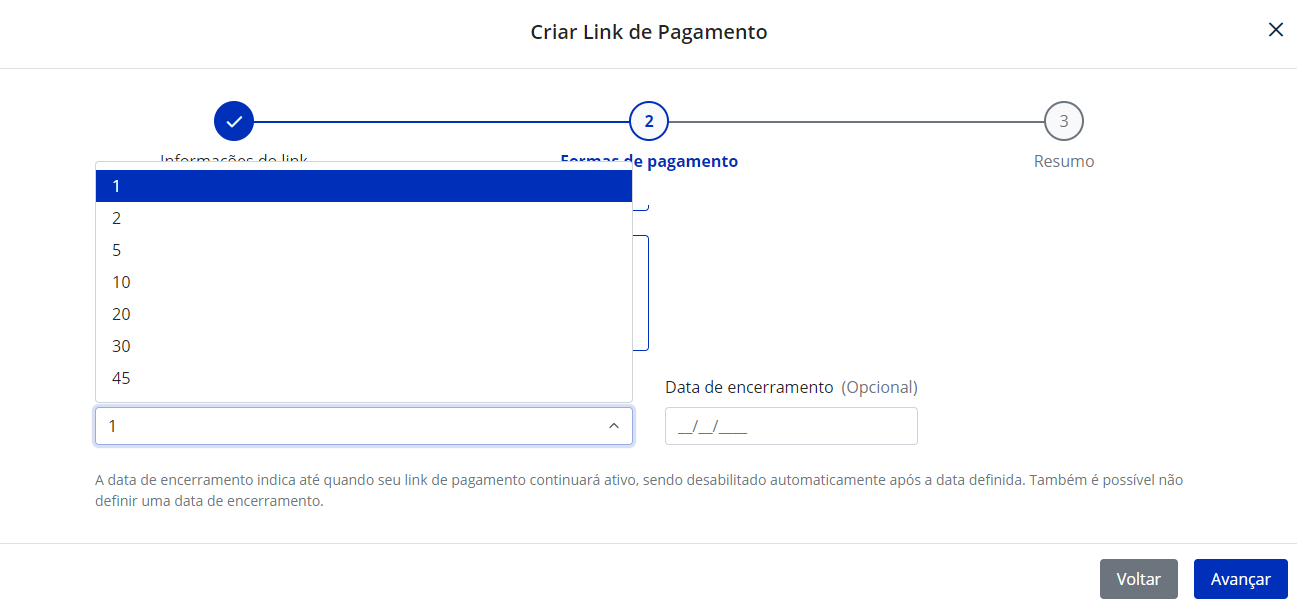 Criar Link de Pagamento
2
3
Informações do link
Formas de pagamento
Resumo
1
2
5
10
20
30
45
Data de encerramento (Opcional)
1
__/__/____
A data de encerramento indica até quando seu link de pagamento continuará ativo, sendo desabilitado automaticamente após a data definida. Também é possível não
definir uma data de encerramento.
Voltar
Avançar